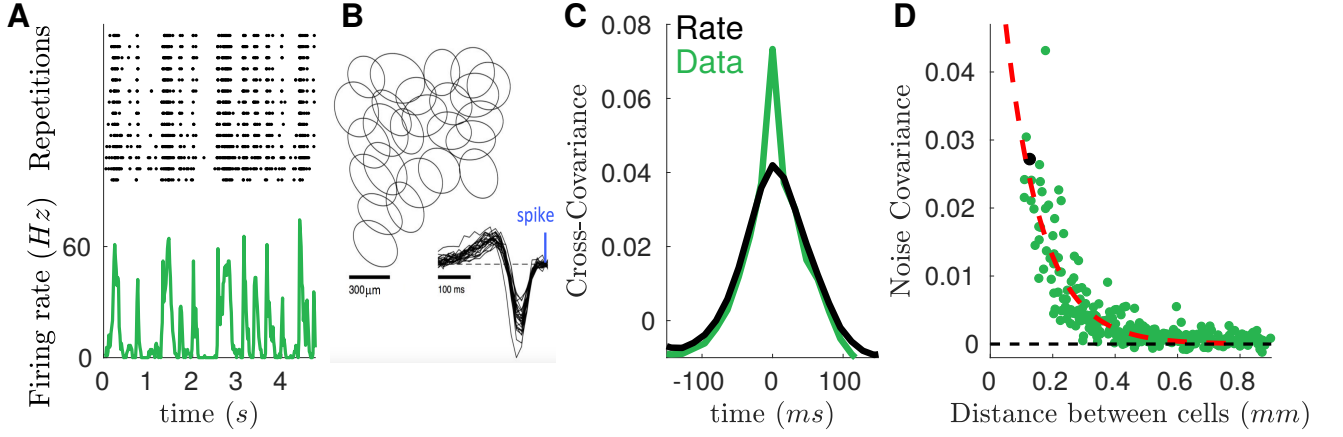 A
Repetitions
Firing rate (Hz)
60
0
0 1 2 3 4
time (s)
B
spike
300μm
100 ms
C
Rate
Data
Cross-Covariance
0.08
0.06
0.04
0.02
0
-100 0 100
time (ms)
D
Noise Covariance
0.04
0.03
0.02
0.01
0
0 0.2 0.4 0.6 0.8
Distance between cells (mm)